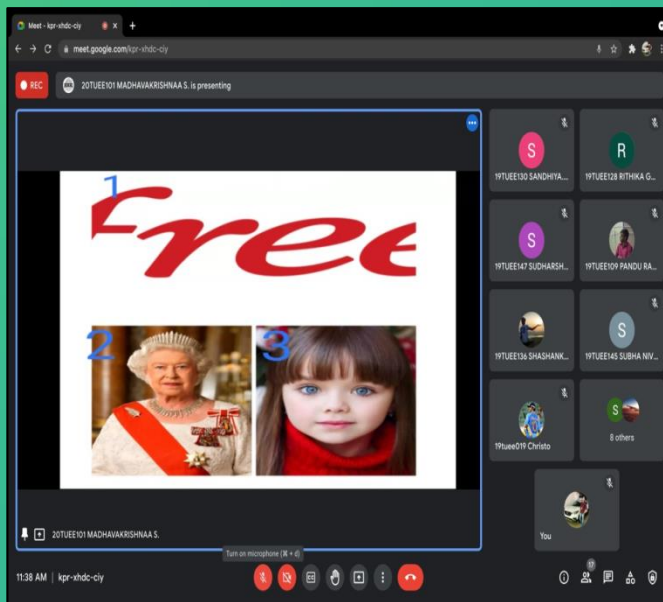 Meet - kpr-xhdc-ciy
meet.google.com/kpr-xhdc-ciy
REC
20TUEE101 MADHAVAKRISHNAA S. is presenting
1
Free
2
3
19TUEE130 SANDHIYA...
19TUEE128 RITHIKA G...
19TUEE147 SUDHARSH...
19TUEE109 PANDU RA...
19TUEE136 SHASHANK...
19TUEE145 SUBHA NIV...
19tuee019 Christo
8 others
You
S
R
S
S
S
20TUEE101 MADHAVAKRISHNAA S.
Turn on microphone (⌘ + d)
11:38 AM | kpr-xhdc-ciy
17